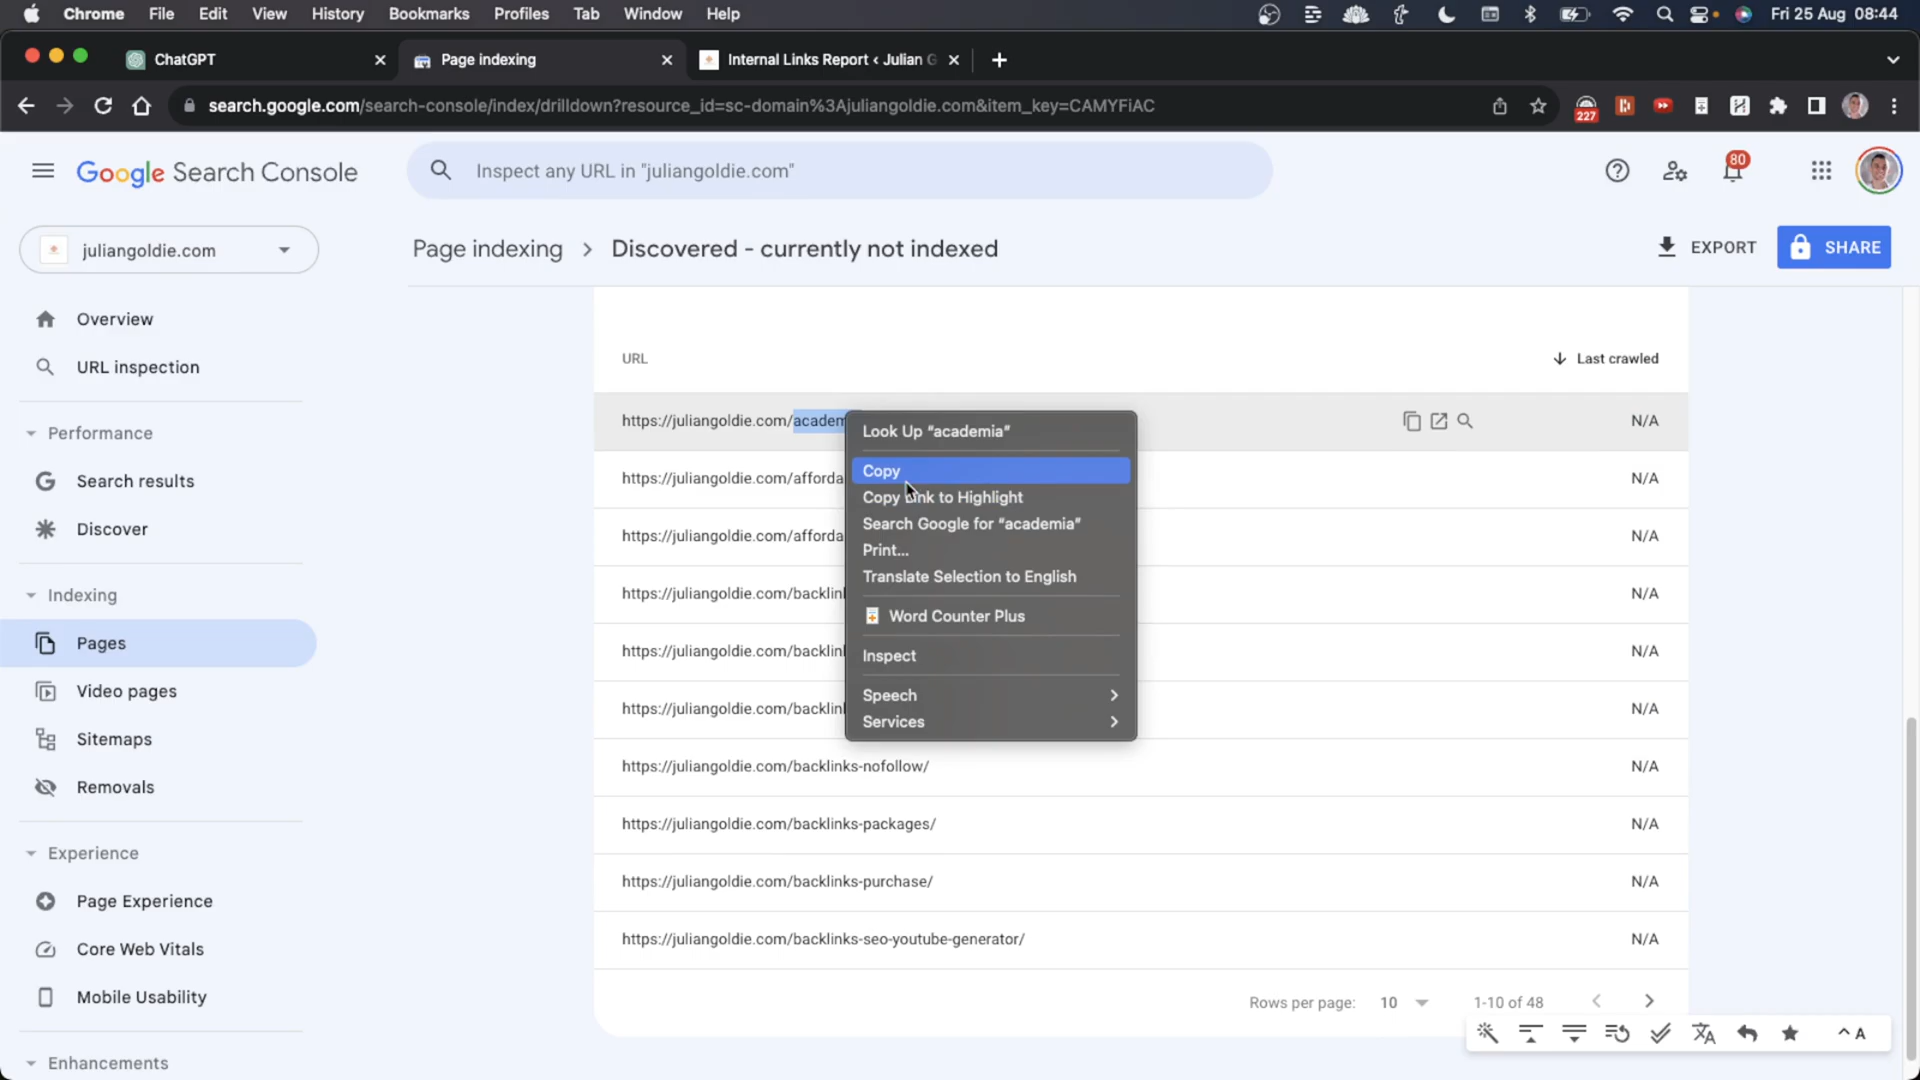 Chrome File Edit View History Bookmarks Profiles Tab Window Help Fri 25 Aug 08:44
ChatGPT Page indexing Internal Links Report ‹ Julian G
search.google.com/search-console/index/drilldown?resource_id=sc-domain%3Ajuliangoldie.com&item_key=CAMYFiAC 227
Google Search Console Inspect any URL in "juliangoldie.com" 80
juliangoldie.com Page indexing Discovered - currently not indexed EXPORT SHARE
Overview
URL inspection
Performance
Search results
Discover
Indexing
Pages
Video pages
Sitemaps
Removals
Experience
Page Experience
Core Web Vitals
Mobile Usability
Enhancements
URL Last crawled
https://juliangoldie.com/academ N/A
https://juliangoldie.com/afforda N/A
https://juliangoldie.com/afforda N/A
https://juliangoldie.com/backlin N/A
https://juliangoldie.com/backlin N/A
https://juliangoldie.com/backlin N/A
https://juliangoldie.com/backlinks-nofollow/ N/A
https://juliangoldie.com/backlinks-packages/ N/A
https://juliangoldie.com/backlinks-purchase/ N/A
https://juliangoldie.com/backlinks-seo-youtube-generator/ N/A
Look Up “academia”
Copy
Copy Link to Highlight
Search Google for “academia”
Print...
Translate Selection to English
Word Counter Plus
Inspect
Speech
Services
Rows per page: 10 1-10 of 48
A